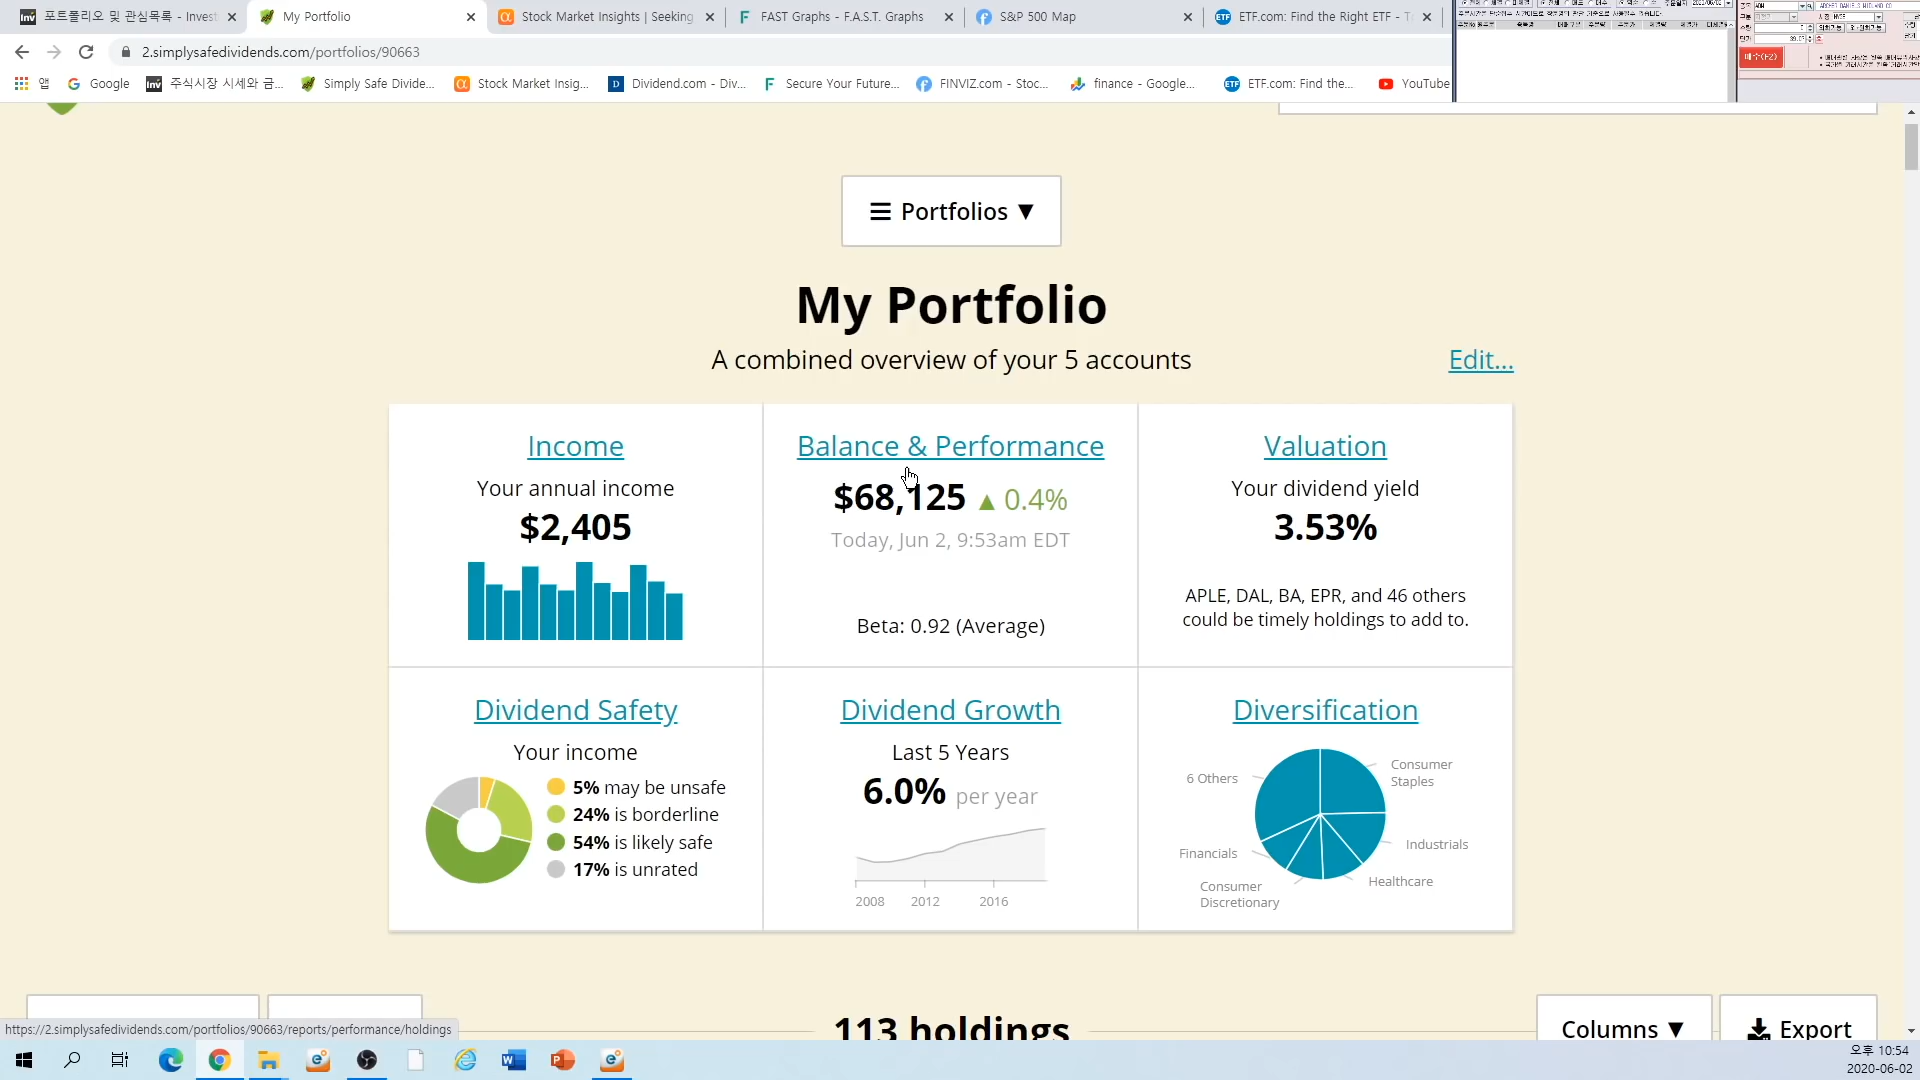 포트폴리오 및 관심목록 - Invest
My Portfolio
Stock Market Insights | Seeking
FAST Graphs - F.A.S.T. Graphs
S&P 500 Map
ETF.com: Find the Right ETF - T
2.simplysafedividends.com/portfolios/90663
앱
Google
주식시장 시세와 금...
Simply Safe Divide...
Stock Market Insig...
Dividend.com - Div...
Secure Your Future...
FINVIZ.com - Stoc...
finance - Google...
ETF.com: Find the...
YouTube
매수(F2)
☰ Portfolios ▼
My Portfolio
A combined overview of your 5 accounts
Edit...
Income
Your annual income
$2,405
Balance & Performance
$68,125 ▲ 0.4%
Today, Jun 2, 9:53am EDT
Beta: 0.92 (Average)
Valuation
Your dividend yield
3.53%
APLE, DAL, BA, EPR, and 46 others
could be timely holdings to add to.
Dividend Safety
Your income
5% may be unsafe
24% is borderline
54% is likely safe
17% is unrated
Dividend Growth
Last 5 Years
6.0% per year
2008 2012 2016
Diversification
6 Others
Consumer
Staples
Industrials
Financials
Healthcare
Consumer
Discretionary
113 holdings
Columns ▼
Export
https://2.simplysafedividends.com/portfolios/90663/reports/performance/holdings
오후 10:54
2020-06-02